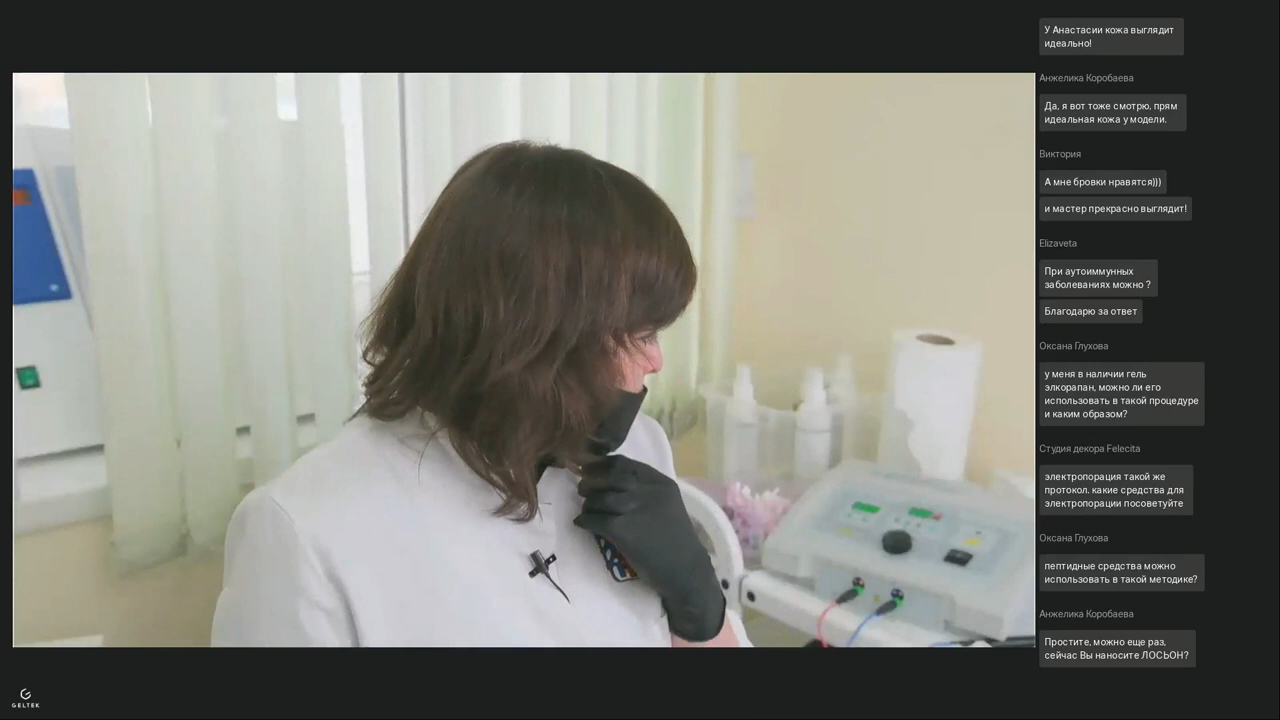 У Анастасии кожа выглядит
идеально!
Анжелика Коробаева
Да, я вот тоже смотрю, прям
идеальная кожа у модели.
Виктория
А мне бровки нравятся)))
и мастер прекрасно выглядит!
Elizaveta
При аутоиммунных
заболеваниях можно ?
Благодарю за ответ
Оксана Глухова
у меня в наличии гель
элкорапан, можно ли его
использовать в такой процедуре
и каким образом?
Студия декора Felecita
электропорация такой же
протокол. какие средства для
электропорации посоветуйте
Оксана Глухова
пептидные средства можно
использовать в такой методике?
Анжелика Коробаева
Простите, можно еще раз,
сейчас Вы наносите ЛОСЬОН?
GELTEK